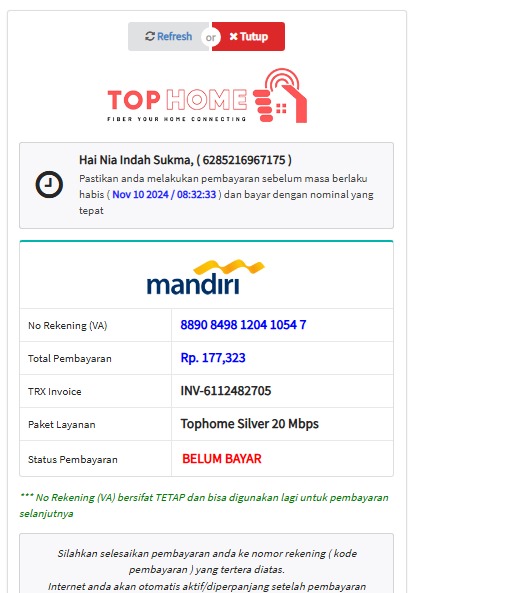 Refresh or Tutup
TOP HOME
FIBER YOUR HOME CONNECTING
Hai Nia Indah Sukma, ( 6285216967175 )
Pastikan anda melakukan pembayaran sebelum masa berlaku
habis ( Nov 10 2024 / 08:32:33 ) dan bayar dengan nominal yang
tepat
mandiri
No Rekening (VA) 8890 8498 1204 1054 7
Total Pembayaran Rp. 177,323
TRX Invoice INV-6112482705
Paket Layanan Tophome Silver 20 Mbps
Status Pembayaran BELUM BAYAR
*** No Rekening (VA) bersifat TETAP dan bisa digunakan lagi untuk pembayaran
selanjutnya
Silahkan selesaikan pembayaran anda ke nomor rekening ( kode
pembayaran ) yang tertera diatas.
Internet anda akan otomatis aktif/diperpanjang setelah pembayaran